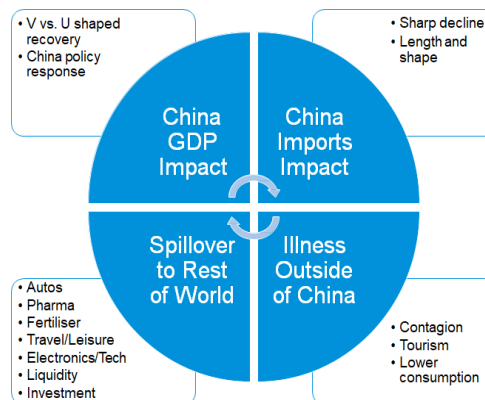 • V vs. U shaped
recovery
• China policy
response
• Sharp decline
• Length and
shape
China
GDP
Impact
China
Imports
Impact
Spillover
to Rest
of World
Illness
Outside
of China
• Autos
• Pharma
• Fertiliser
• Travel/Leisure
• Electronics/Tech
• Liquidity
• Investment
• Contagion
• Tourism
• Lower
consumption